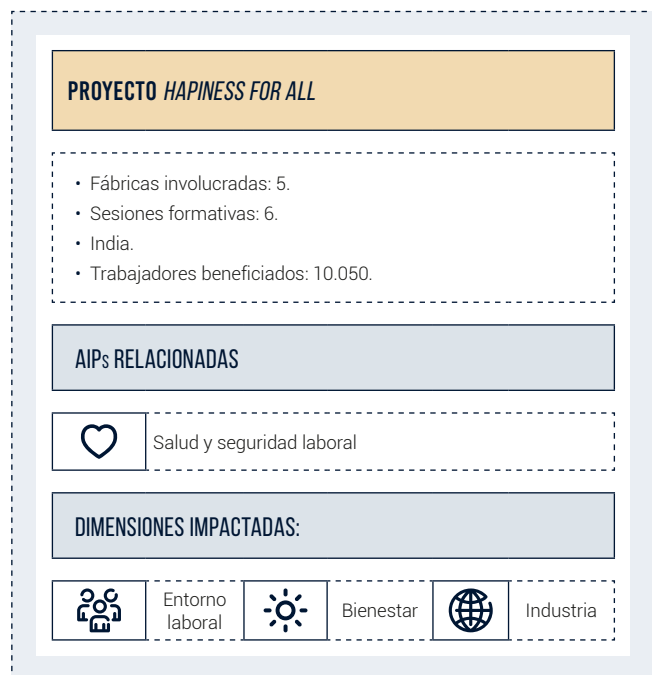 PROYECTO HAPINESS FOR ALL
• Fábricas involucradas: 5.
• Sesiones formativas: 6.
• India.
• Trabajadores beneficiados: 10.050.
AIPs RELACIONADAS
Salud y seguridad laboral
DIMENSIONES IMPACTADAS:
Entorno
laboral
Bienestar
Industria